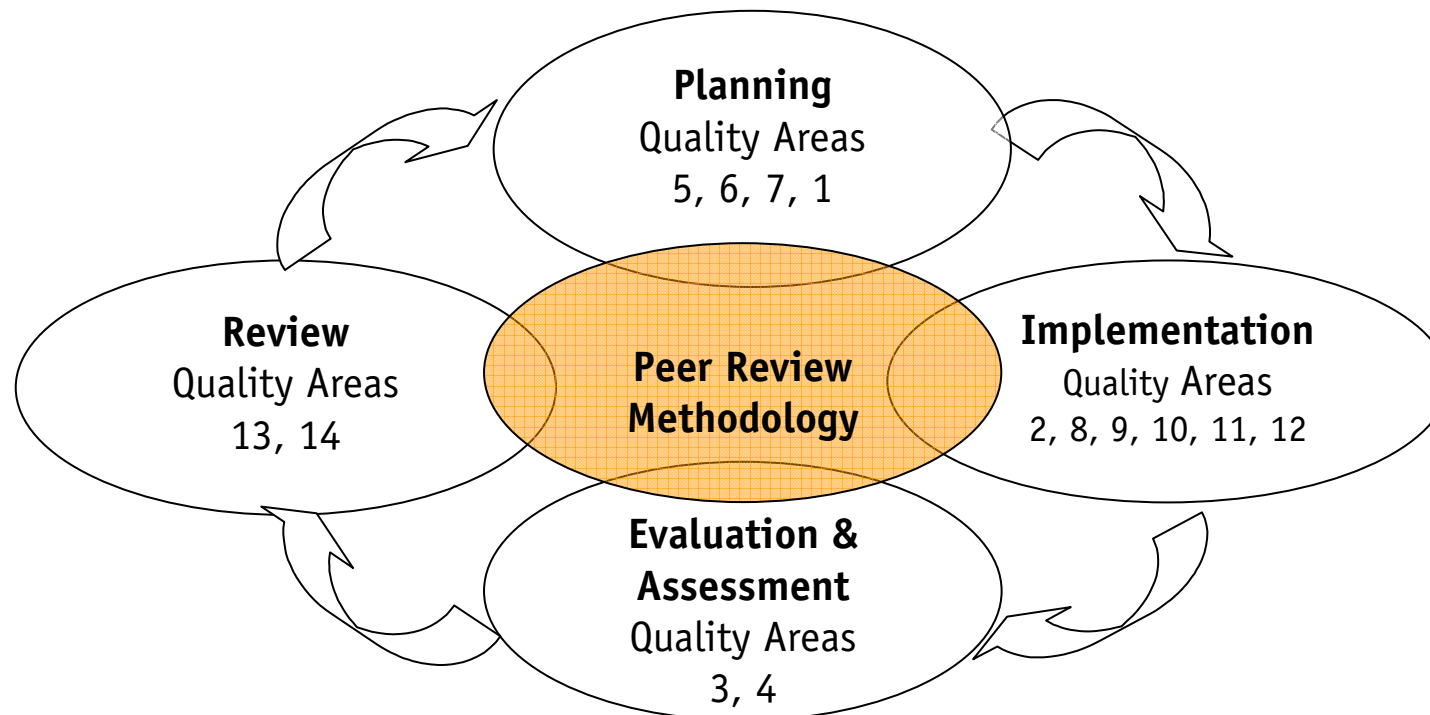 Planning
Quality Areas
5, 6, 7, 1
Review
Quality Areas
13, 14
Peer Review
Methodology
Implementation
Quality Areas
2, 8, 9, 10, 11, 12
Evaluation &
Assessment
Quality Areas
3, 4